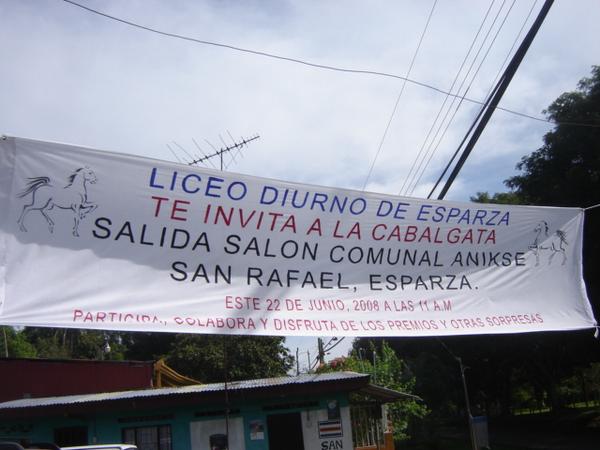 LICEO DIURNO DE ESPARZA
TE INVITA A LA CABALGATA
SALIDA SALON COMUNAL ANIKSE
SAN RAFAEL, ESPARZA.
ESTE 22 DE JUNIO, 2008 A LAS 11 A.M
PARTICIPA, COLABORA Y DISFRUTA DE LOS PREMIOS Y OTRAS SORPRESAS
SAN